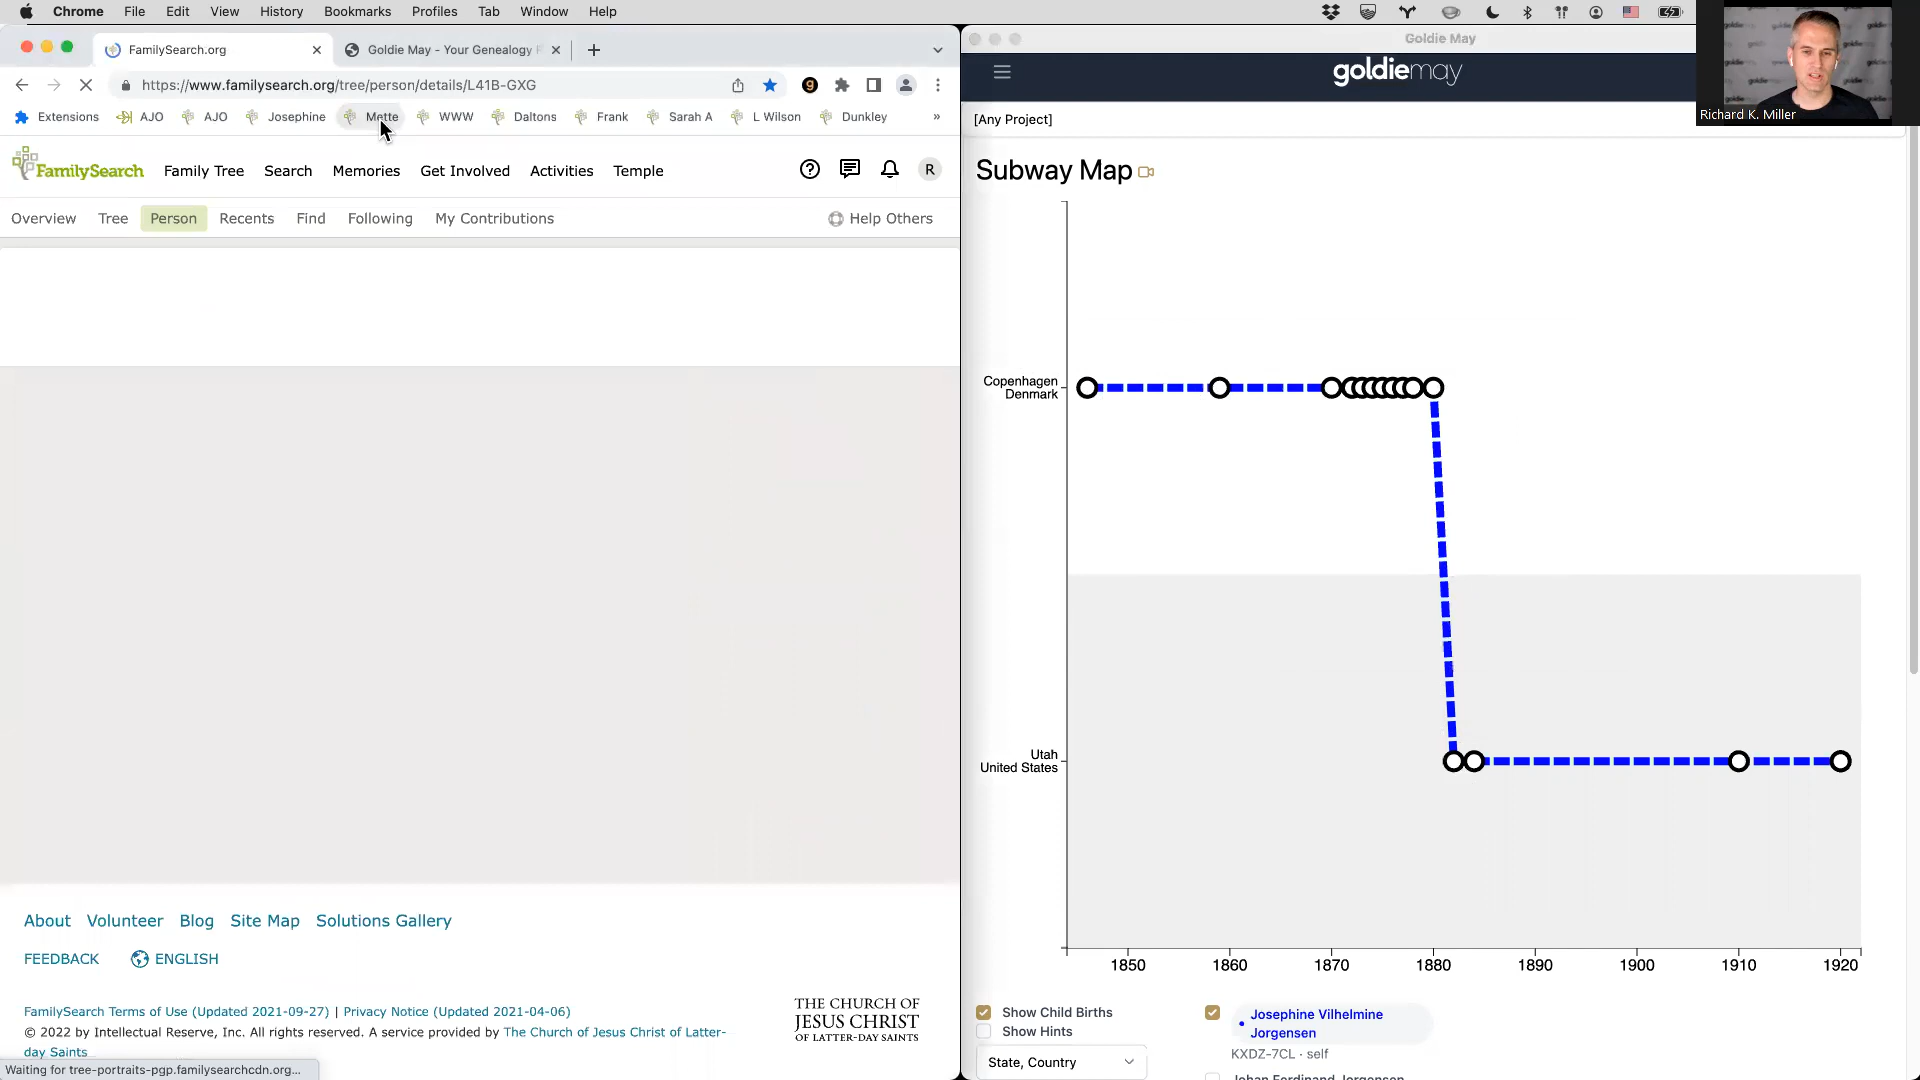 Chrome File Edit View History Bookmarks Profiles Tab Window Help
FamilySearch.org
Goldie May - Your Genealogy
https://www.familysearch.org/tree/person/details/L41B-GXG
Extensions AJO AJO Josephine Mette WWW Daltons Frank Sarah A L Wilson Dunkley »
FamilySearch Family Tree Search Memories Get Involved Activities Temple R
Overview Tree Person Recents Find Following My Contributions Help Others
About Volunteer Blog Site Map Solutions Gallery
FEEDBACK ENGLISH
FamilySearch Terms of Use (Updated 2021-09-27) | Privacy Notice (Updated 2021-04-06)
© 2022 by Intellectual Reserve, Inc. All rights reserved. A service provided by The Church of Jesus Christ of Latter-
day Saints
THE CHURCH OF
JESUS CHRIST
OF LATTER-DAY SAINTS
Waiting for tree-portraits-pgp.familysearchcdn.org...
Goldie May
goldiemay
[Any Project]
Subway Map
Copenhagen
Denmark
Utah
United States
1850 1860 1870 1880 1890 1900 1910 1920
Show Child Births
Show Hints
State, Country
Josephine Vilhelmine
Jorgensen
KXDZ-7CL · self
Johan Ferdinand Jorgensen
Richard K. Miller